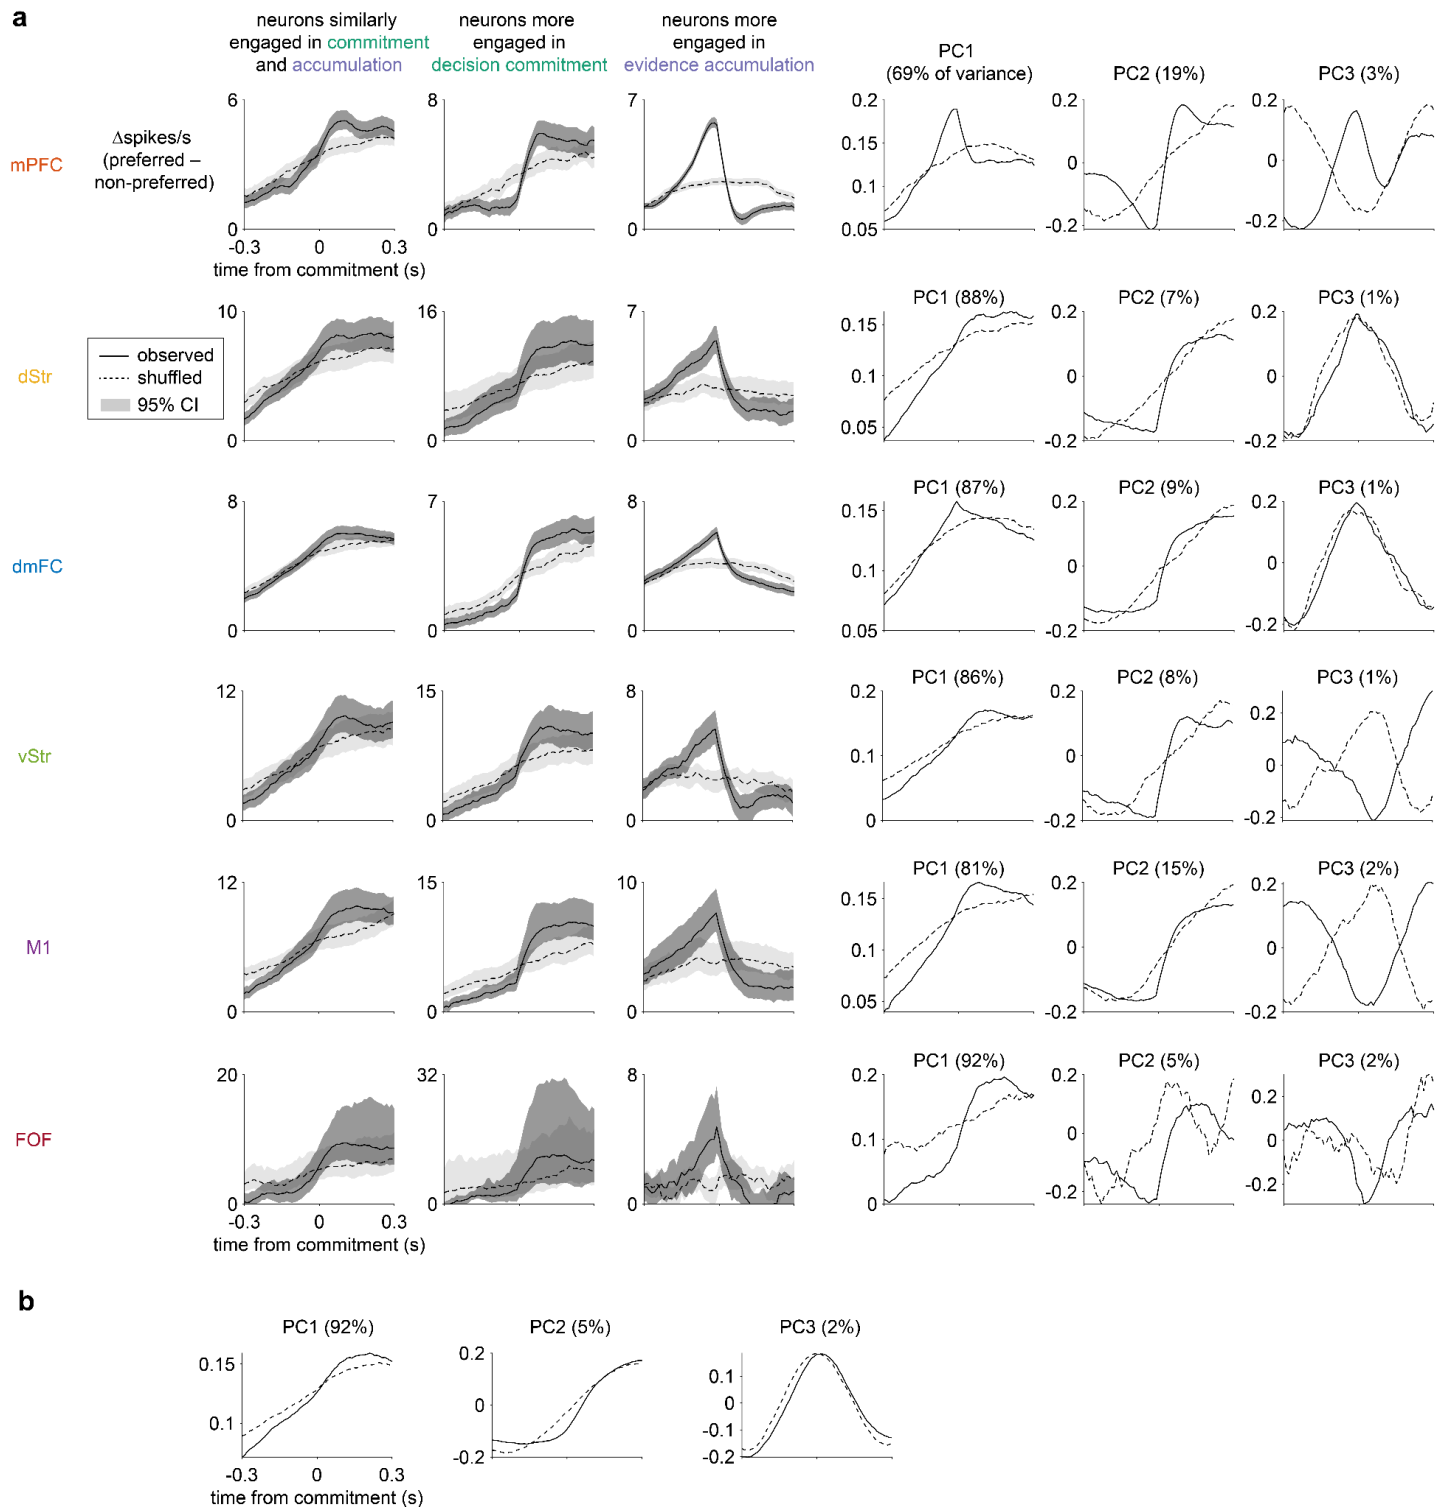 a
neurons similarly
engaged in commitment
and accumulation
neurons more
engaged in
decision commitment
neurons more
engaged in
evidence accumulation
PC1
(69% of variance)
PC2 (19%)
PC3 (3%)
mPFC
Δspikes/s
(preferred –
non-preferred)
6
0
-0.3
0
0.3
time from commitment (s)
8
0
7
0
0.2
0.15
0.1
0.05
0.2
0
-0.2
0.2
0
-0.2
observed
shuffled
95% CI
dStr
10
0
16
0
7
0
PC1 (88%)
0.15
0.1
0.05
PC2 (7%)
0.2
0
-0.2
PC3 (1%)
0.2
0
-0.2
dmFC
8
0
7
0
8
0
PC1 (87%)
0.15
0.1
0.05
PC2 (9%)
0.2
0
-0.2
PC3 (1%)
0.2
0
-0.2
vStr
12
0
15
0
8
0
PC1 (86%)
0.2
0.1
0
PC2 (8%)
0.2
0
-0.2
PC3 (1%)
0.2
0
-0.2
M1
12
0
15
0
10
0
PC1 (81%)
0.15
0.1
0.05
PC2 (15%)
0.2
0
-0.2
PC3 (2%)
0.2
0
-0.2
FOF
20
0
-0.3
0
0.3
time from commitment (s)
32
0
8
0
PC1 (92%)
0.2
0.1
0
PC2 (5%)
0.2
0
-0.2
PC3 (2%)
0.2
0
-0.2
b
PC1 (92%)
0.15
0.1
-0.3
0
0.3
time from commitment (s)
PC2 (5%)
0.2
0
-0.2
PC3 (2%)
0.1
0
-0.1
-0.2